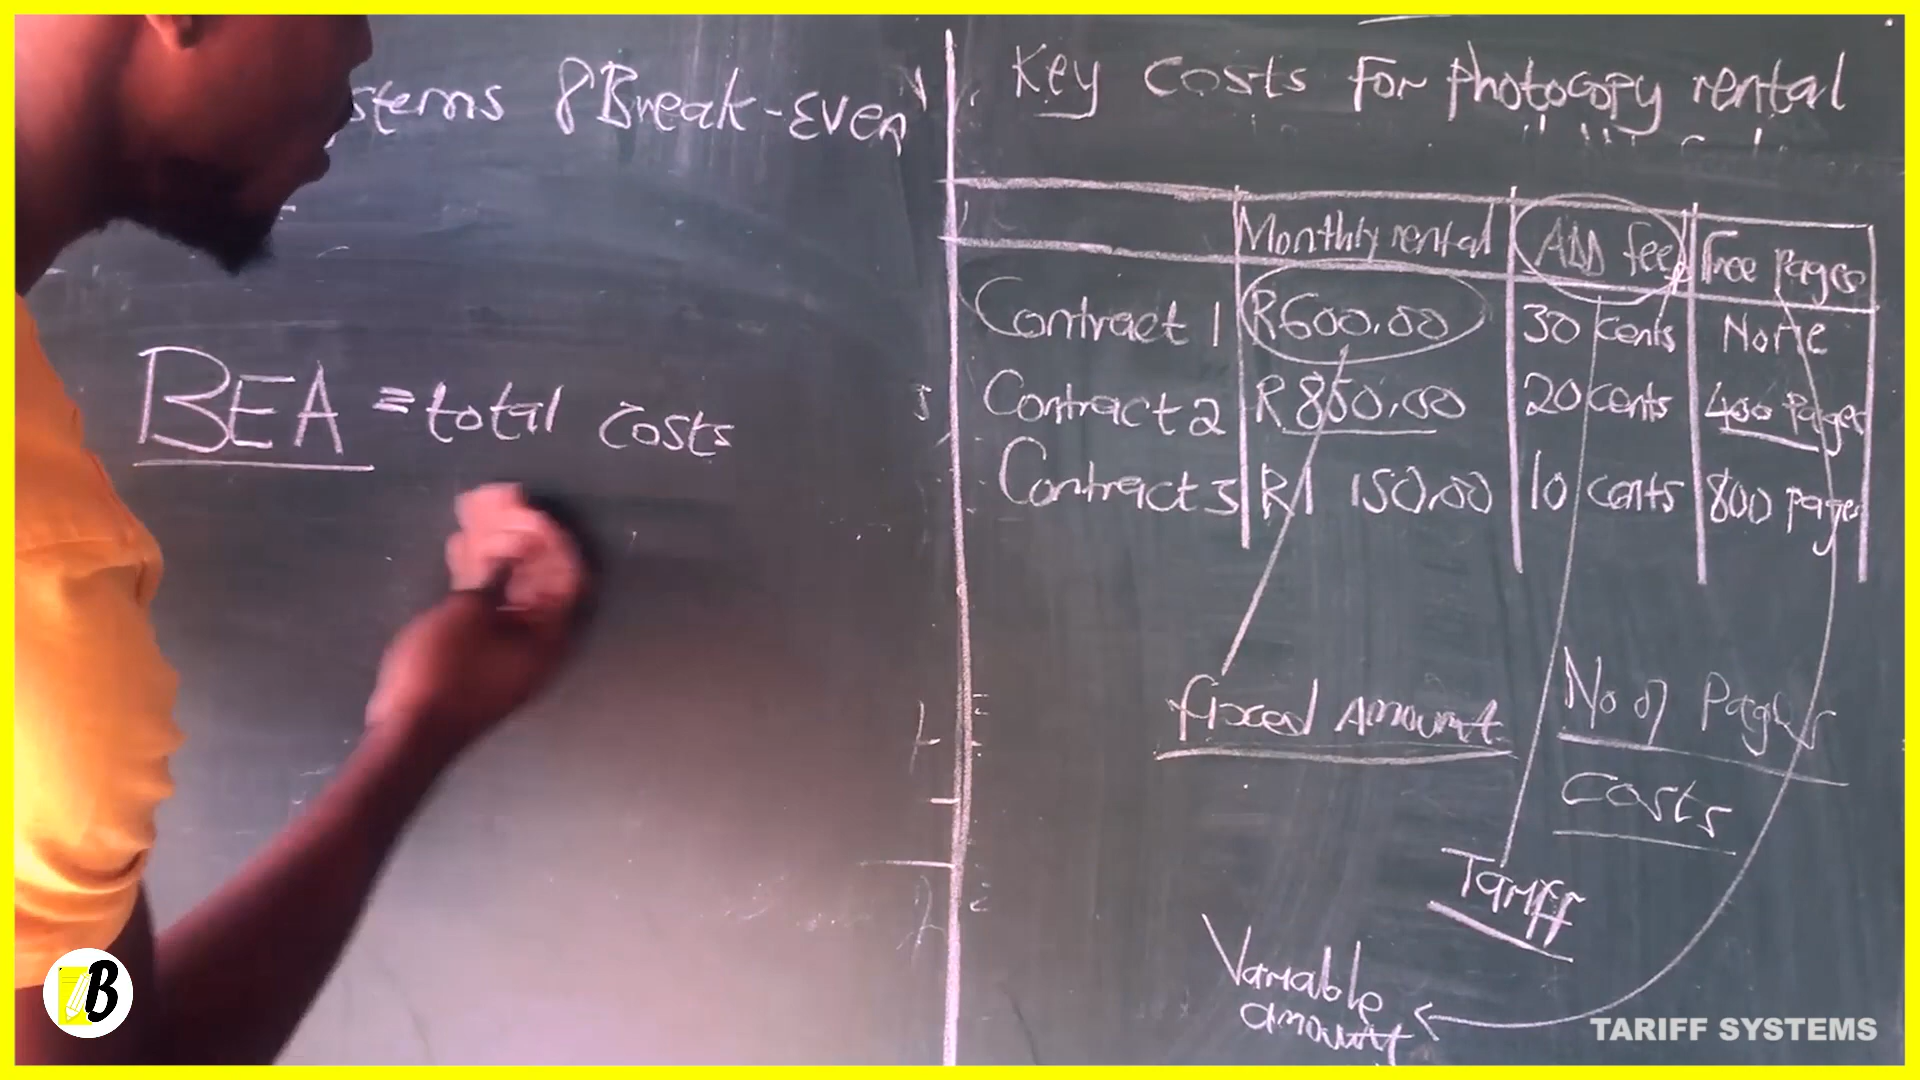 stems & Break-Even
BEA = total costs
Key Costs For Photocopy rental
Monthly rental ADD fee Free Pages
Contract 1 R600.00 30 cents None
Contract 2 R850.00 20 cents 400 Pages
Contract 3 R1 150.00 10 cents 800 pages
fixed Amount
No of Pages
Costs
Tariff
Variable
amount
B
TARIFF SYSTEMS